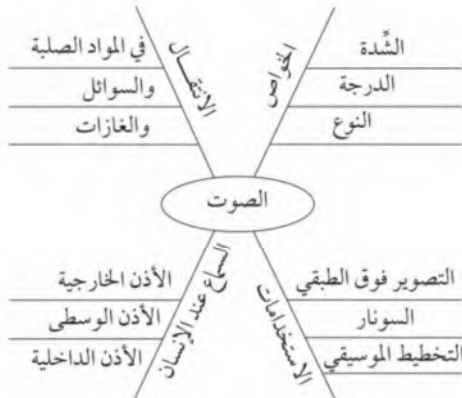 الخواص
الشِّدة
الدرجة
النوع
الانتقال
في المواد الصلبة
والسوائل
والغازات
الصوت
الاستخدامات
التصوير فوق الطبقي
السونار
التخطيط الموسيقي
السماع عند الإنسان
الأذن الخارجية
الأذن الوسطى
الأذن الداخلية